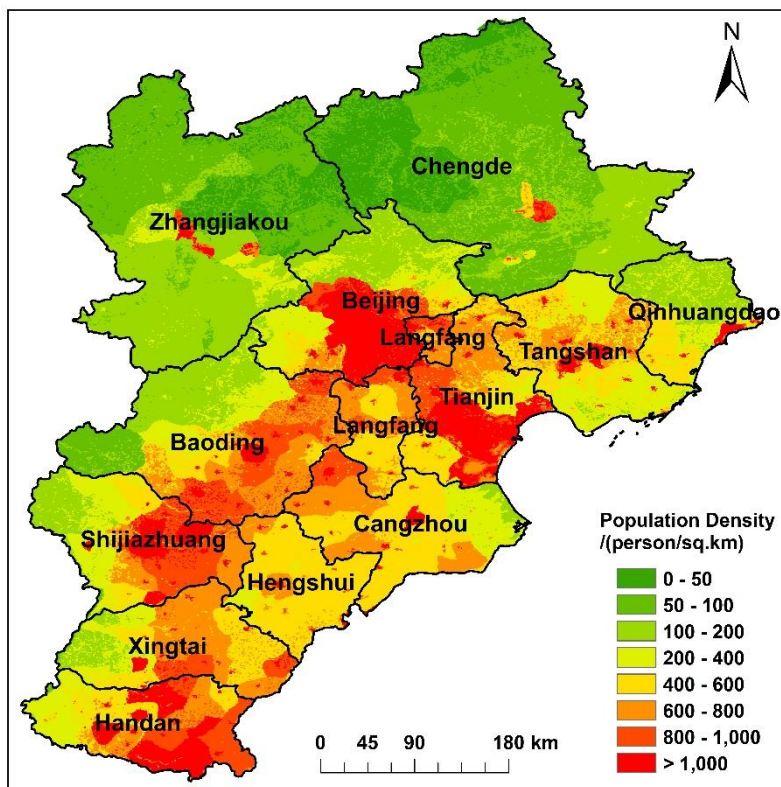 N
Chengde
Zhangjiakou
Beijing
Qinhuangdao
Langfang
Tangshan
Tianjin
Langfang
Baoding
Cangzhou
Shijiazhuang
Hengshui
Xingtai
Handan
Population Density
/(person/sq.km)
0 - 50
50 - 100
100 - 200
200 - 400
400 - 600
600 - 800
800 - 1,000
> 1,000
0 45 90 180 km